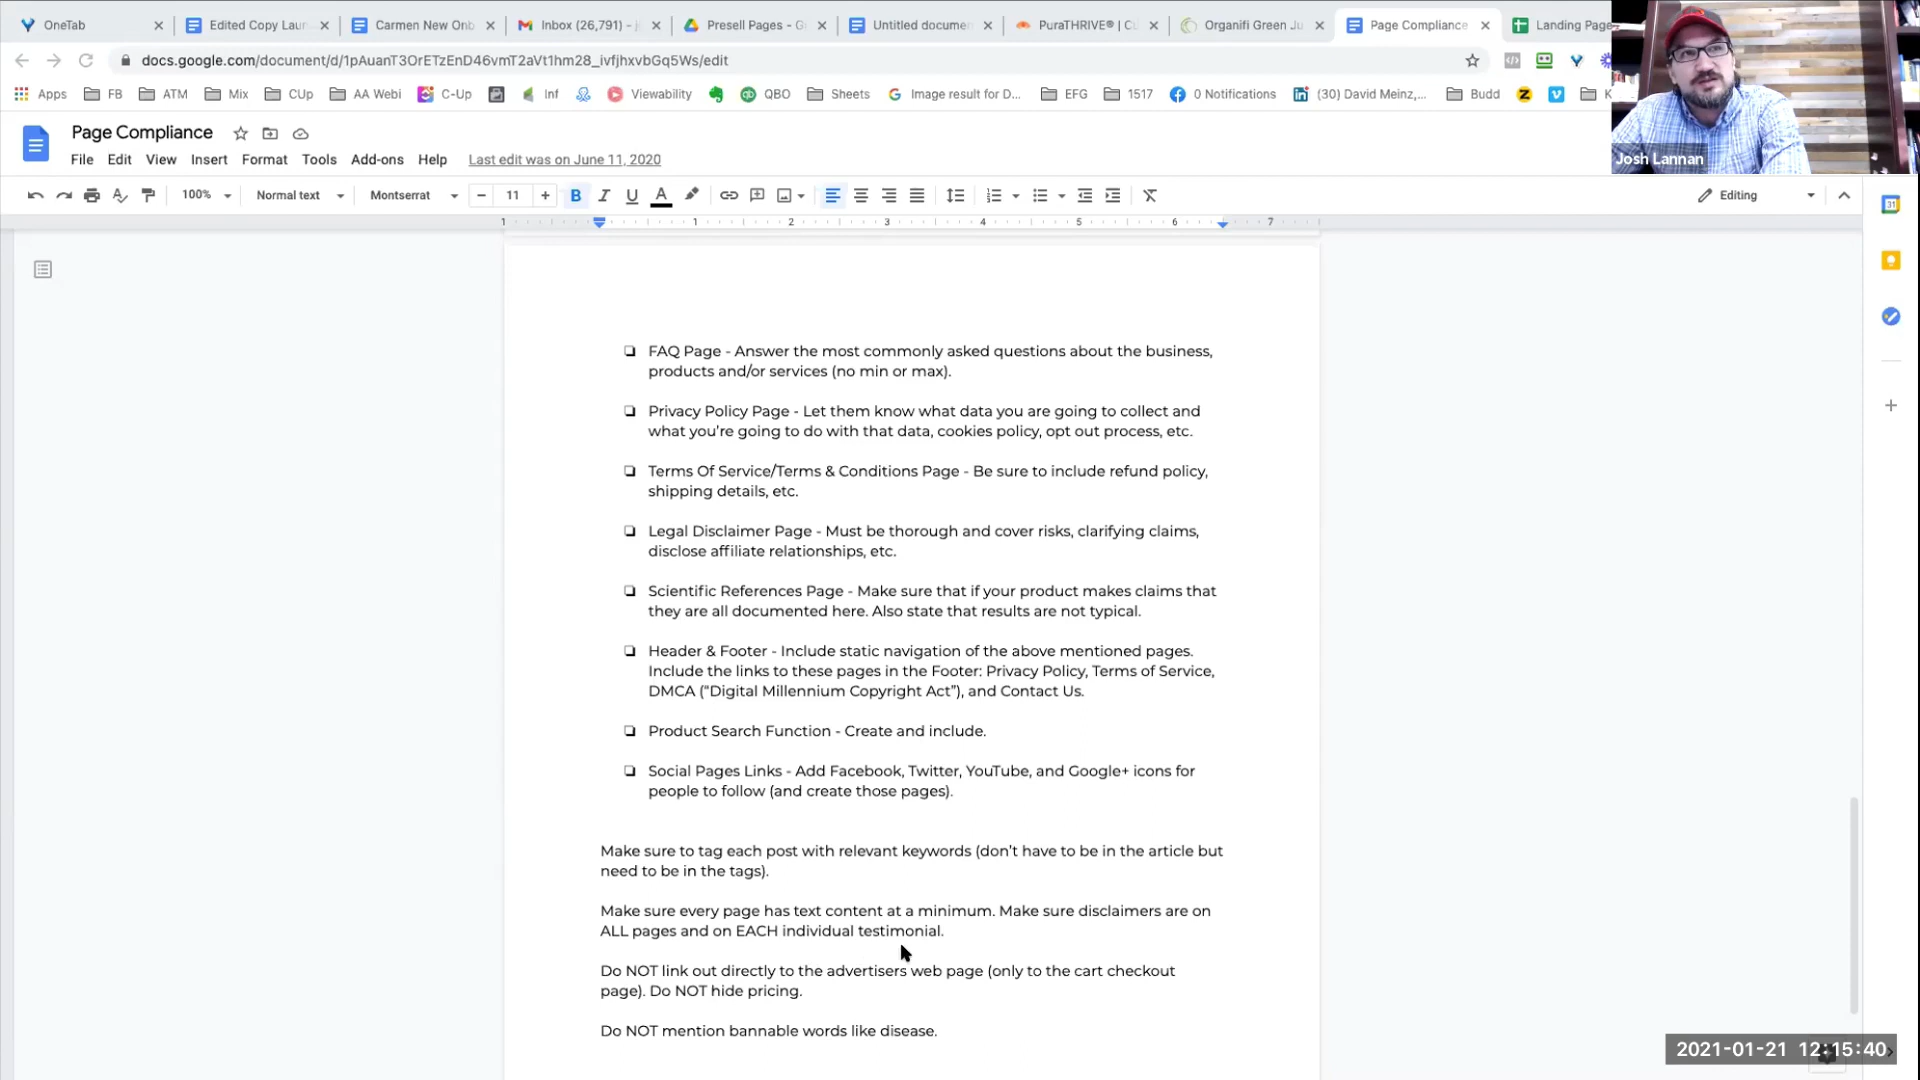 OneTab
Edited Copy Laun
Carmen New Onb
Inbox (26,791) - j
Presell Pages - G
Untitled documen
PuraTHRIVE® | Cu
Organifi Green Ju
Page Compliance
Landing Page
docs.google.com/document/d/1pAuanT3OrETzEnD46vmT2aVt1hm28_ivfjhxvbGq5Ws/edit
Apps
FB
ATM
Mix
CUp
AA Webi
C-Up
Inf
Viewability
QBO
Sheets
Image result for D...
EFG
1517
0 Notifications
(30) David Meinz,...
Budd
K
Josh Lannan
Page Compliance
File Edit View Insert Format Tools Add-ons Help Last edit was on June 11, 2020
100% Normal text Montserrat 11 Editing
1 1 2 3 4 5 6 7
FAQ Page - Answer the most commonly asked questions about the business,
products and/or services (no min or max).
Privacy Policy Page - Let them know what data you are going to collect and
what you're going to do with that data, cookies policy, opt out process, etc.
Terms Of Service/Terms & Conditions Page - Be sure to include refund policy,
shipping details, etc.
Legal Disclaimer Page - Must be thorough and cover risks, clarifying claims,
disclose affiliate relationships, etc.
Scientific References Page - Make sure that if your product makes claims that
they are all documented here. Also state that results are not typical.
Header & Footer - Include static navigation of the above mentioned pages.
Include the links to these pages in the Footer: Privacy Policy, Terms of Service,
DMCA ("Digital Millennium Copyright Act"), and Contact Us.
Product Search Function - Create and include.
Social Pages Links - Add Facebook, Twitter, YouTube, and Google+ icons for
people to follow (and create those pages).
Make sure to tag each post with relevant keywords (don't have to be in the article but
need to be in the tags).
Make sure every page has text content at a minimum. Make sure disclaimers are on
ALL pages and on EACH individual testimonial.
Do NOT link out directly to the advertisers web page (only to the cart checkout
page). Do NOT hide pricing.
Do NOT mention bannable words like disease.
2021-01-21 12:15:40